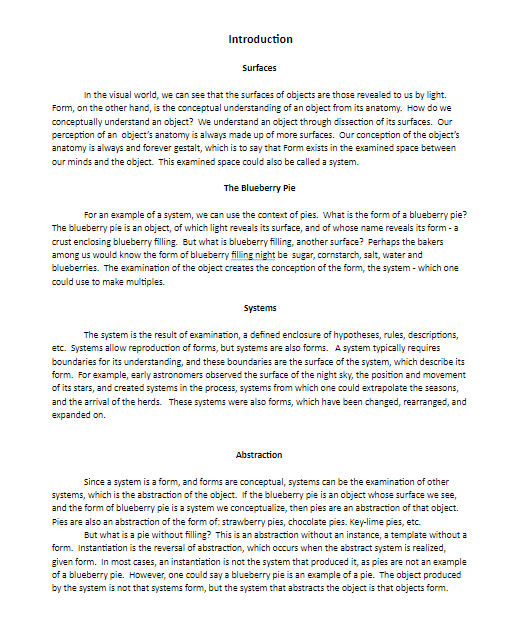 Introduction
Surfaces
In the visual world, we can see that the surfaces of objects are those revealed to us by light.
Form, on the other hand, is the conceptual understanding of an object from its anatomy.  How do we
conceptually understand an object?  We understand an object through dissection of its surfaces.  Our
perception of an  object's anatomy is always made up of more surfaces.  Our conception of the object's
anatomy is always and forever gestalt, which is to say that Form exists in the examined space between
our minds and the object.  This examined space could also be called a system.
The Blueberry Pie
For an example of a system, we can use the context of pies.  What is the form of a blueberry pie?
The blueberry pie is an object, of which light reveals its surface, and of whose name reveals its form - a
crust enclosing blueberry filling.  But what is blueberry filling, another surface?  Perhaps the bakers
among us would know the form of blueberry filling night be  sugar, cornstarch, salt, water and
blueberries.  The examination of the object creates the conception of the form, the system - which one
could use to make multiples.
Systems
The system is the result of examination, a defined enclosure of hypotheses, rules, descriptions,
etc.  Systems allow reproduction of forms, but systems are also forms.   A system typically requires
boundaries for its understanding, and these boundaries are the surface of the system, which describe its
form.  For example, early astronomers observed the surface of the night sky, the position and movement
of its stars, and created systems in the process, systems from which one could extrapolate the seasons,
and the arrival of the herds.   These systems were also forms, which have been changed, rearranged, and
expanded on.
Abstraction
Since a system is a form, and forms are conceptual, systems can be the examination of other
systems, which is the abstraction of the object.  If the blueberry pie is an object whose surface we see,
and the form of blueberry pie is a system we conceptualize, then pies are an abstraction of that object.
Pies are also an abstraction of the form of: strawberry pies, chocolate pies. Key-lime pies, etc.
But what is a pie without filling?  This is an abstraction without an instance, a template without a
form.  Instantiation is the reversal of abstraction, which occurs when the abstract system is realized,
given form.  In most cases, an instantiation is not the system that produced it, as pies are not an example
of a blueberry pie.  However, one could say a blueberry pie is an example of a pie.  The object produced
by the system is not that systems form, but the system that abstracts the object is that objects form.